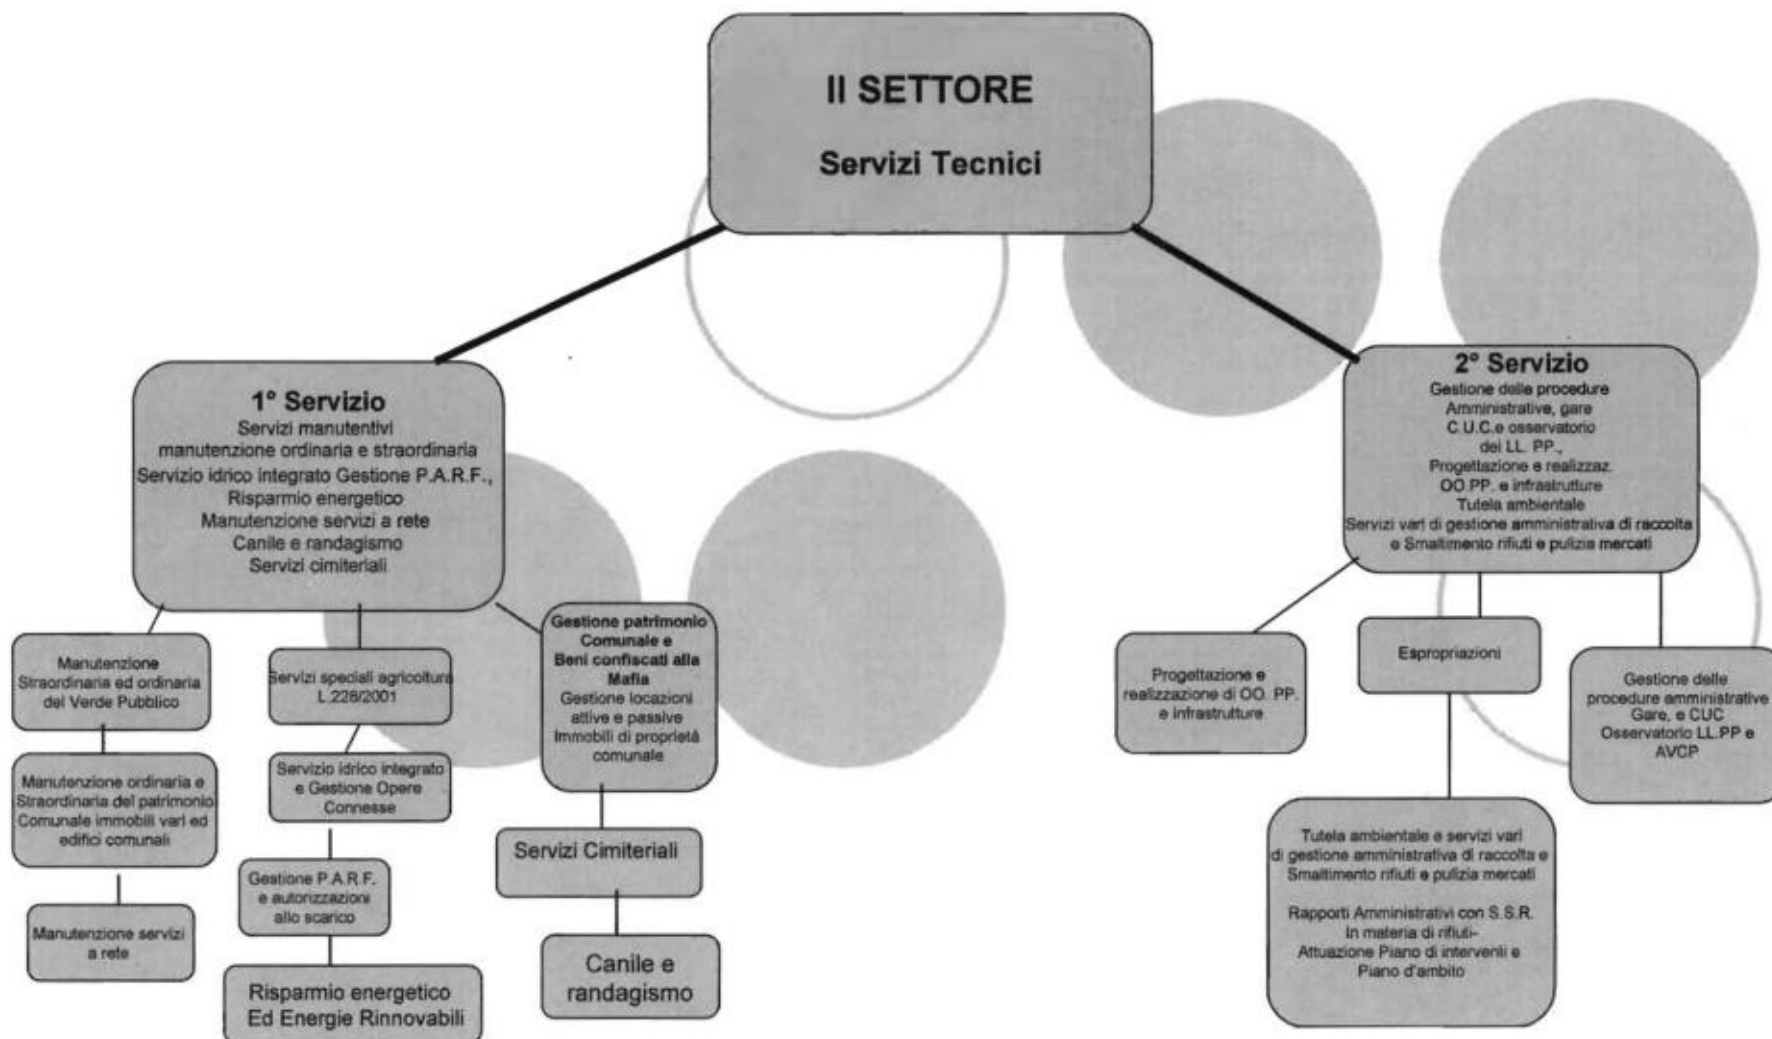 II SETTORE
Servizi Tecnici
1° Servizio
Servizi manutentivi
manutenzione ordinaria e straordinaria
Servizio idrico integrato Gestione P.A.R.F.,
Risparmio energetico
Manutenzione servizi a rete
Canile e randagismo
Servizi cimiteriali
2° Servizio
Gestione delle procedure
Amministrative, gare
C.U.C.e osservatorio
dei LL. PP.,
Progettazione e realizzaz.
OO.PP. e infrastrutture
Tutela ambientale
Servizi vari di gestione amministrativa di raccolta
e Smaltimento rifiuti e pulizia mercati
Manutenzione
Straordinaria ed ordinaria
del Verde Pubblico
Manutenzione ordinaria e
Straordinaria del patrimonio
Comunale immobili vari ed
edifici comunali
Manutenzione servizi
a rete
Servizi speciali agricoltura
L.228/2001
Servizio idrico integrato
e Gestione Opere
Connesse
Gestione P.A.R.F.
e autorizzazioni
allo scarico
Risparmio energetico
Ed Energie Rinnovabili
Gestione patrimonio
Comunale e
Beni confiscati alla
Mafia
Gestione locazioni
attive e passive
Immobili di proprietà
comunale
Servizi Cimiteriali
Canile e
randagismo
Progettazione e
realizzazione di OO. PP.
e infrastrutture
Espropriazioni
Tutela ambientale e servizi vari
di gestione amministrativa di raccolta e
Smaltimento rifiuti e pulizia mercati
Rapporti Amministrativi con S.S.R.
In materia di rifiuti-
Attuazione Piano di interventi e
Piano d'ambito
Gestione delle
procedure amministrative
Gare, e CUC
Osservatorio LL.PP e
AVCP